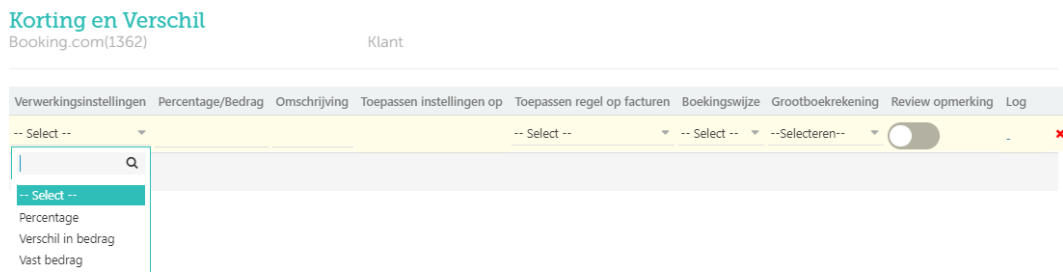 Korting en Verschil
Booking.com(1362) Klant
Verwerkingsinstellingen Percentage/Bedrag Omschrijving Toepassen instellingen op Toepassen regel op facturen Boekingswijze Grootboekrekening Review opmerking Log
-- Select -- -- Select -- -- Select -- --Selecteren-- -
-- Select --
Percentage
Verschil in bedrag
Vast bedrag